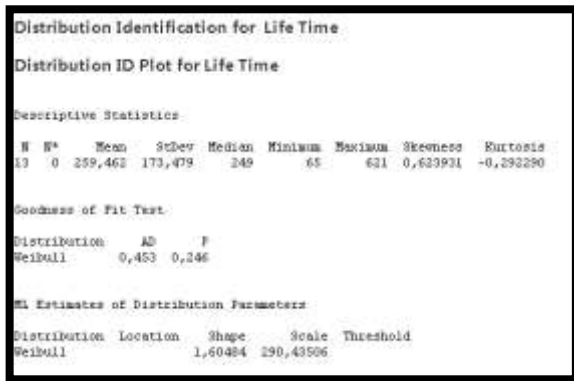 Distribution Identification for Life Time
Distribution ID Plot for Life Time
Descriptive Statistics
N N* Mean StDev Median Minimum Maximum Skewness Kurtosis
13 0 259,462 173,479 249 65 621 0,623931 -0,292290
Goodness of Fit Test
Distribution AD P
Weibull 0,453 0,246
ML Estimates of Distribution Parameters
Distribution Location Shape Scale Threshold
Weibull 1,60484 290,43506